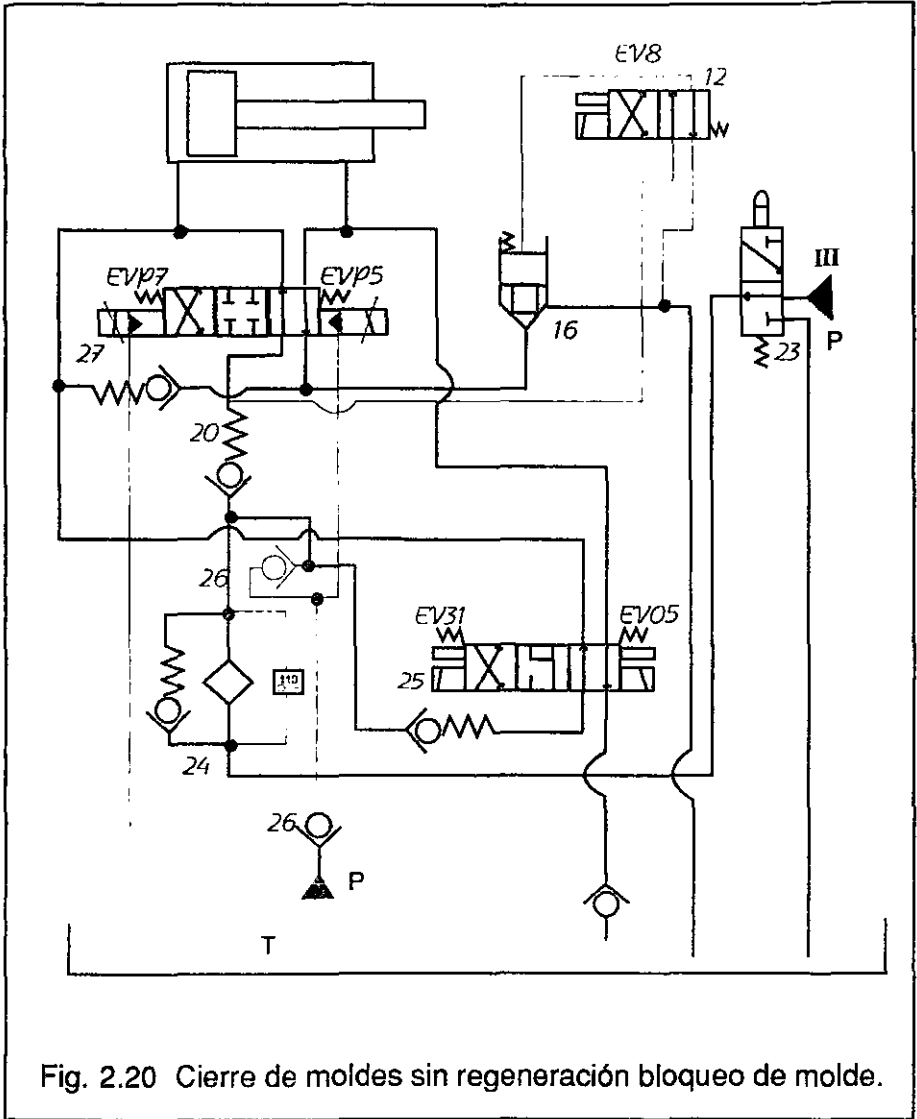 EV8
12
EVP7
EVP5
27
16
III
P
23
20
26
EV31
EV05
25
24
26
P
T
Fig. 2.20 Cierre de moldes sin regeneración bloqueo de molde.